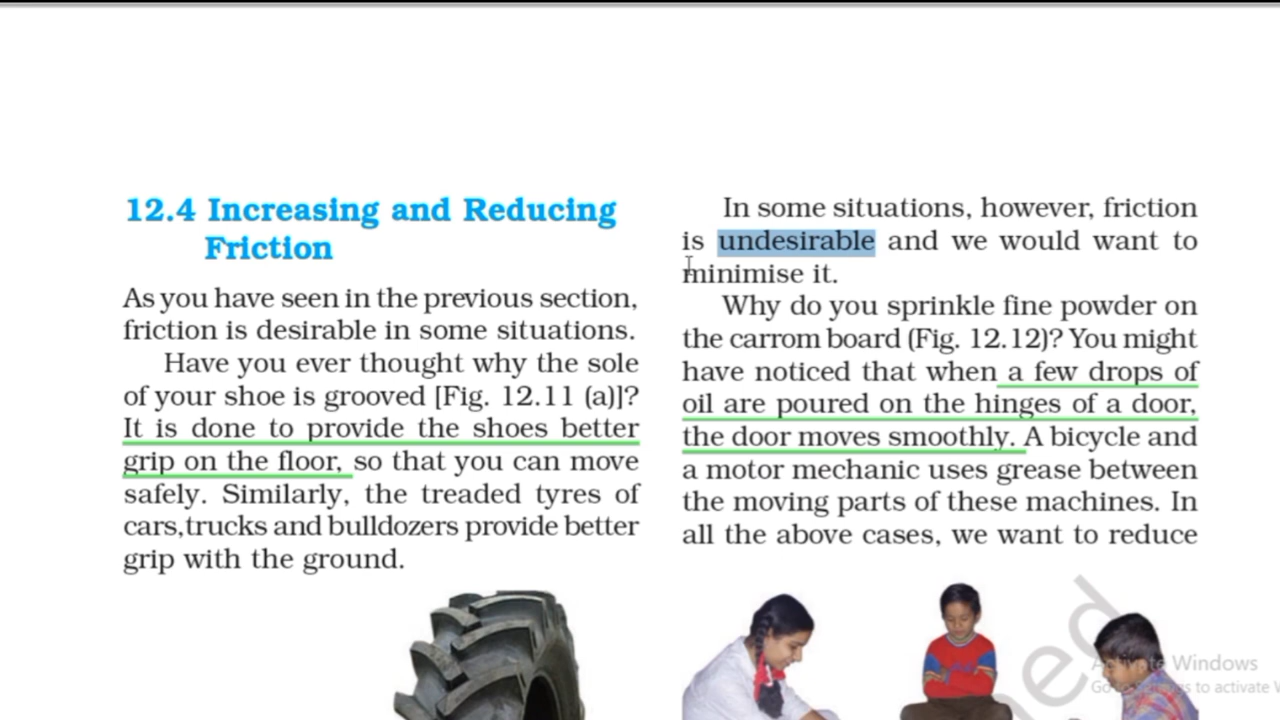 12.4 Increasing and Reducing
Friction
As you have seen in the previous section,
friction is desirable in some situations.
Have you ever thought why the sole
of your shoe is grooved [Fig. 12.11 (a)]?
It is done to provide the shoes better
grip on the floor, so that you can move
safely. Similarly, the treaded tyres of
cars,trucks and bulldozers provide better
grip with the ground.
In some situations, however, friction
is undesirable and we would want to
minimise it.
Why do you sprinkle fine powder on
the carrom board (Fig. 12.12)? You might
have noticed that when a few drops of
oil are poured on the hinges of a door,
the door moves smoothly. A bicycle and
a motor mechanic uses grease between
the moving parts of these machines. In
all the above cases, we want to reduce
ed
Activate Windows
Go to Settings to activate W